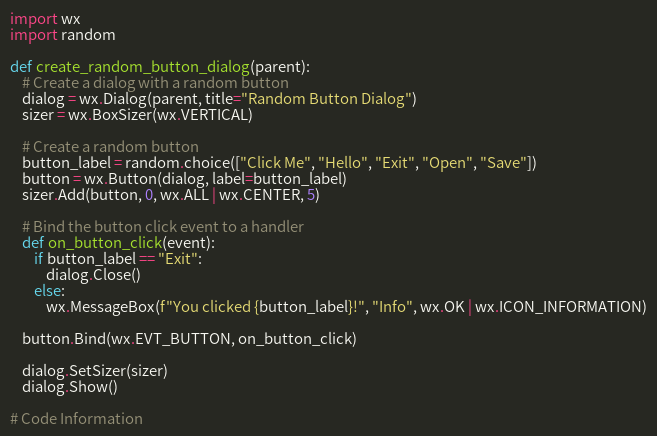 import wx
import random

def create_random_button_dialog(parent):
    # Create a dialog with a random button
    dialog = wx.Dialog(parent, title="Random Button Dialog")
    sizer = wx.BoxSizer(wx.VERTICAL)

    # Create a random button
    button_label = random.choice(["Click Me", "Hello", "Exit", "Open", "Save"])
    button = wx.Button(dialog, label=button_label)
    sizer.Add(button, 0, wx.ALL | wx.CENTER, 5)

    # Bind the button click event to a handler
    def on_button_click(event):
        if button_label == "Exit":
            dialog.Close()
        else:
            wx.MessageBox(f"You clicked {button_label}!", "Info", wx.OK | wx.ICON_INFORMATION)

    button.Bind(wx.EVT_BUTTON, on_button_click)

    dialog.SetSizer(sizer)
    dialog.Show()

# Code Information